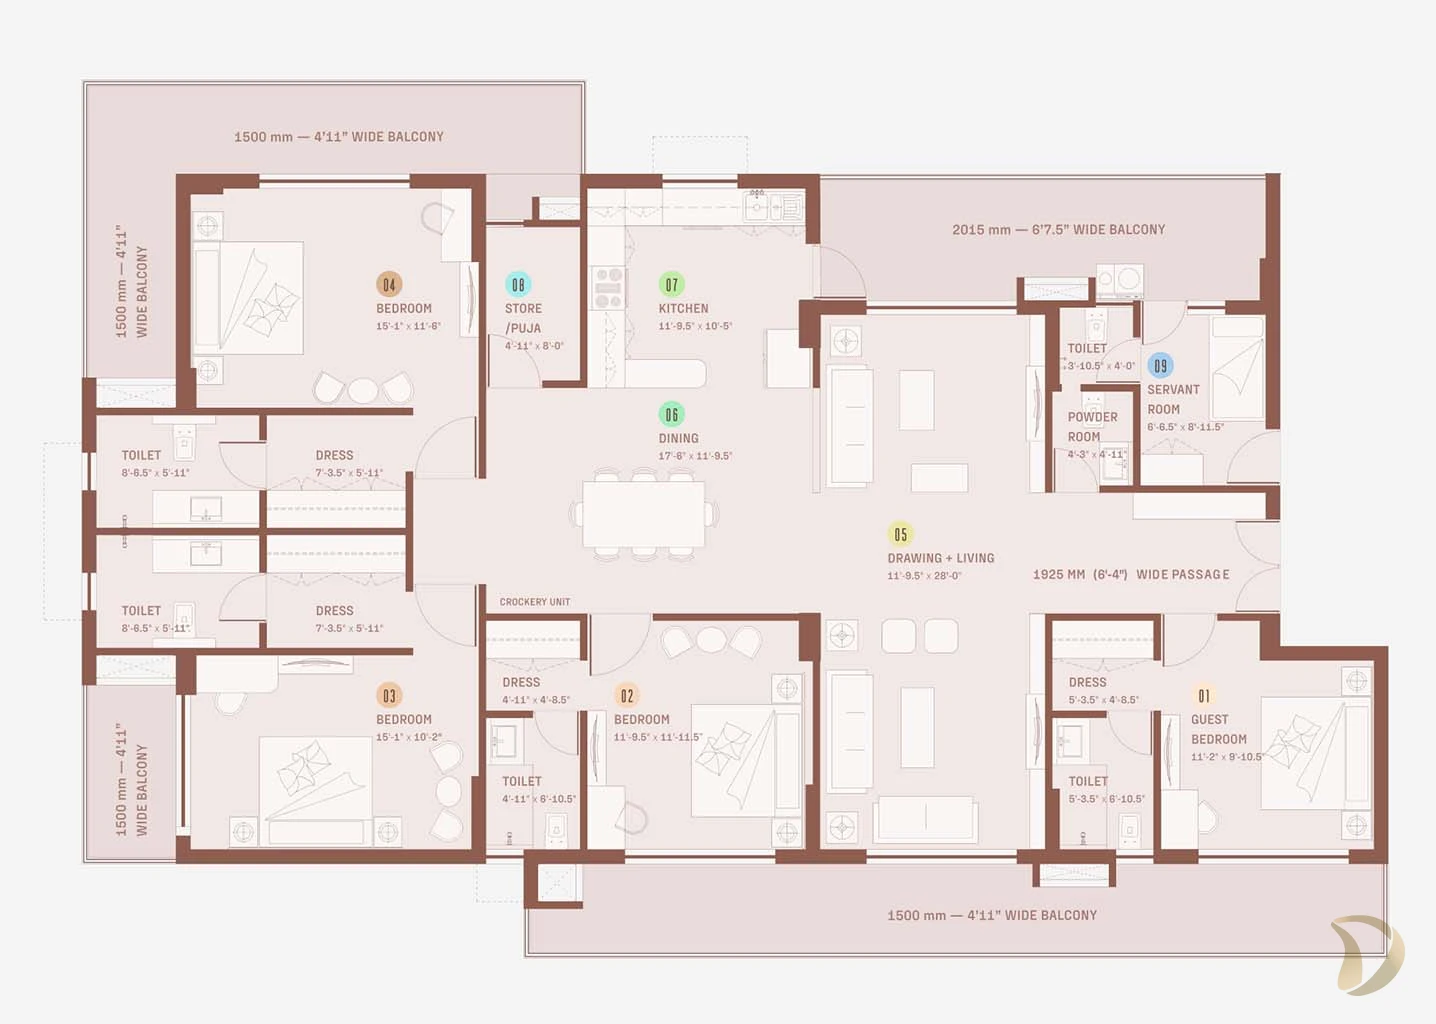 1500 mm — 4'11" WIDE BALCONY
1500 mm — 4'11"
WIDE BALCONY
04
BEDROOM
15'-1" x 11'-6"
08
STORE
/PUJA
4'-11" x 8'-0"
07
KITCHEN
11'-9.5" x 10'-5"
2015 mm — 6'7.5" WIDE BALCONY
TOILET
3'-10.5" x 4'-0"
09
SERVANT
ROOM
6'-6.5" x 8'-11.5"
POWDER
ROOM
4'-3" x 4'-11"
06
DINING
17'-6" x 11'-9.5"
TOILET
8'-6.5" x 5'-11"
DRESS
7'-3.5" x 5'-11"
05
DRAWING + LIVING
11'-9.5" x 28'-0"
1925 MM (6'-4") WIDE PASSAGE
TOILET
8'-6.5" x 5'-11"
DRESS
7'-3.5" x 5'-11"
CROCKERY UNIT
1500 mm — 4'11"
WIDE BALCONY
03
BEDROOM
15'-1" x 10'-2"
DRESS
4'-11" x 4'-8.5"
02
BEDROOM
11'-9.5" x 11'-11.5"
TOILET
4'-11" x 6'-10.5"
DRESS
5'-3.5" x 4'-8.5"
01
GUEST
BEDROOM
11'-2" x 9'-10.5"
TOILET
5'-3.5" x 6'-10.5"
1500 mm — 4'11" WIDE BALCONY